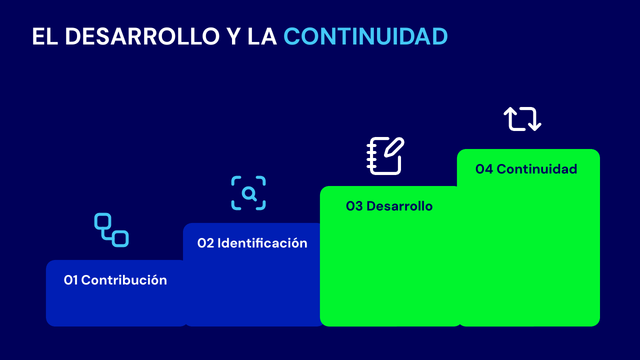 EL DESARROLLO Y LA CONTINUIDAD
01 Contribución
02 Identificación
03 Desarrollo
04 Continuidad